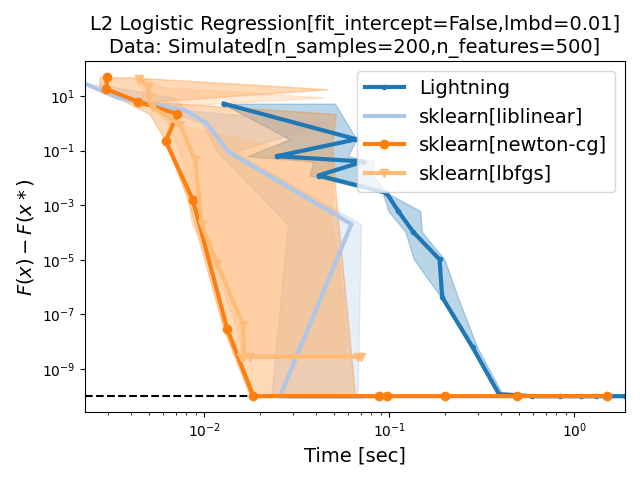 L2 Logistic Regression[fit_intercept=False,lmbd=0.01]
Data: Simulated[n_samples=200,n_features=500]
Lightning
sklearn[liblinear]
sklearn[newton-cg]
sklearn[lbfgs]
F(x) − F(x*)
10¹
10⁻¹
10⁻³
10⁻⁵
10⁻⁷
10⁻⁹
10⁻² 10⁻¹ 10⁰
Time [sec]